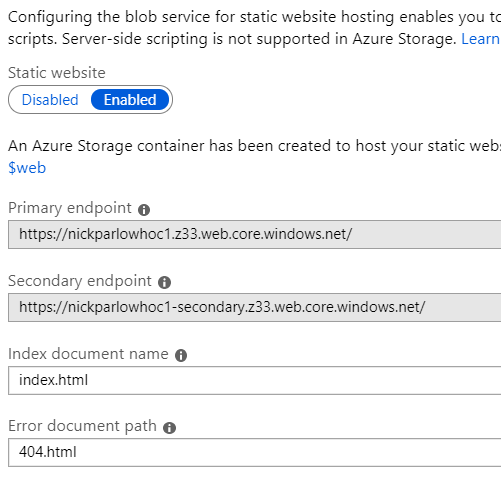 Configuring the blob service for static website hosting enables you to
scripts. Server-side scripting is not supported in Azure Storage. Learn
Static website
Disabled Enabled
An Azure Storage container has been created to host your static webs
$web
Primary endpoint
https://nickparlowhoc1.z33.web.core.windows.net/
Secondary endpoint
https://nickparlowhoc1-secondary.z33.web.core.windows.net/
Index document name
index.html
Error document path
404.html